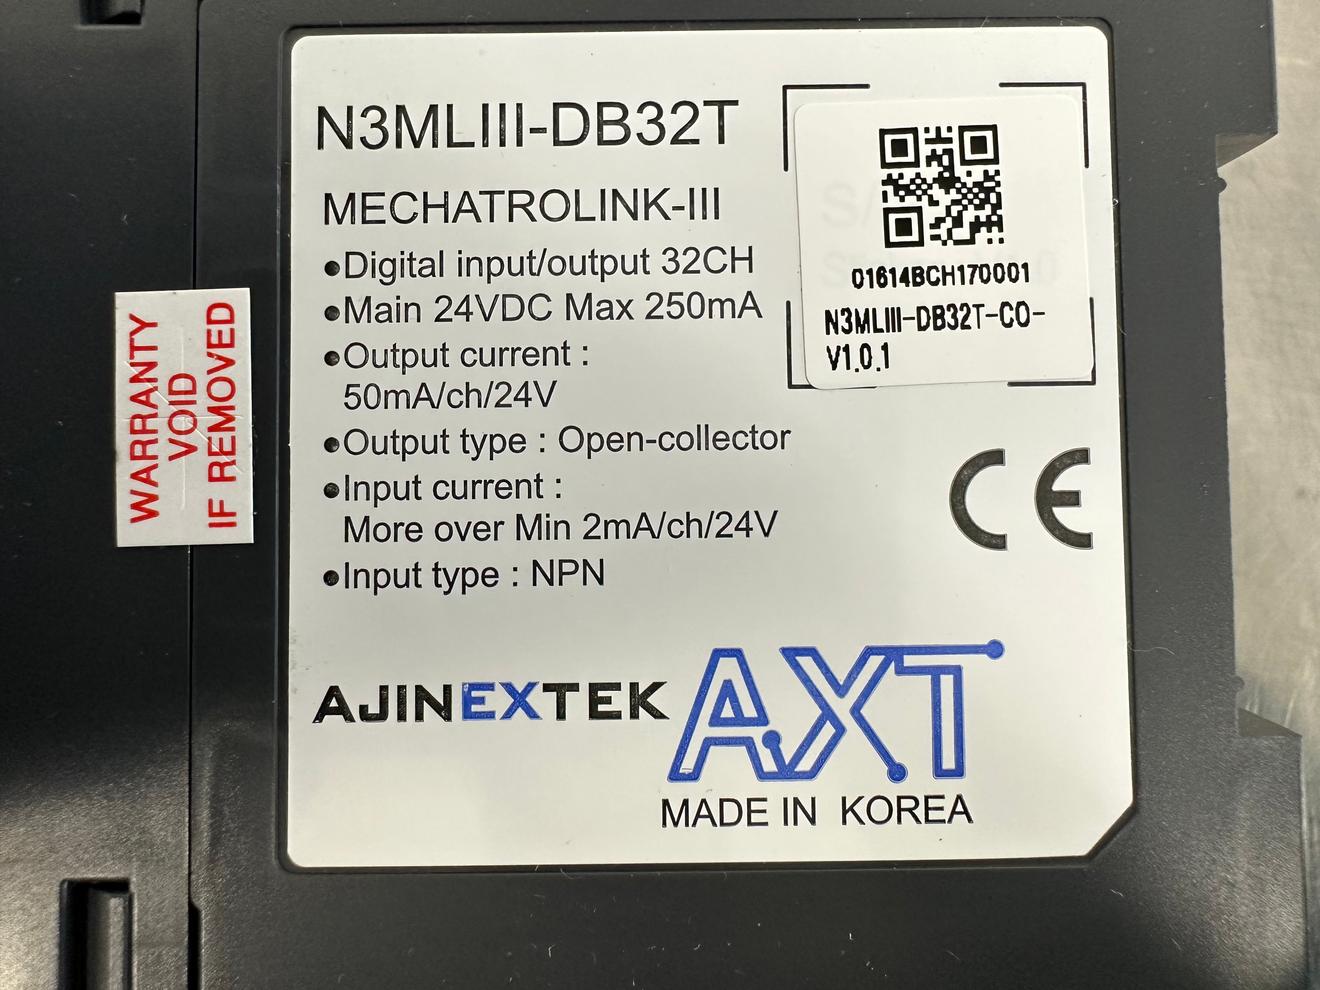 N3MLIII-DB32T
MECHATROLINK-III
●Digital input/output 32CH
●Main 24VDC Max 250mA
●Output current :
50mA/ch/24V
●Output type : Open-collector
●Input current :
More over Min 2mA/ch/24V
●Input type : NPN
01614BCH170001
N3MLIII-DB32T-CO-
V1.0.1
CE
WARRANTY
VOID
IF REMOVED
AJINEXTEK AXT
MADE IN KOREA